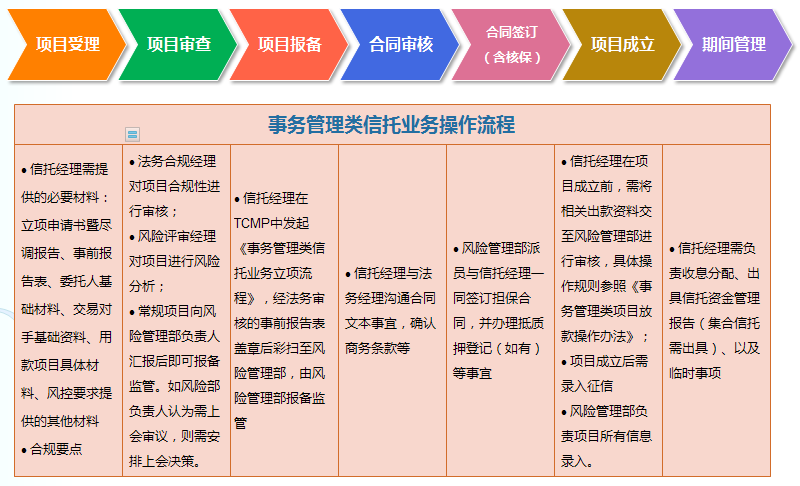 项目受理
项目审查
项目报备
合同审核
合同签订
（含核保）
项目成立
期间管理
事务管理类信托业务操作流程
• 信托经理需提
供的必要材料：
立项申请书暨尽
调报告、事前报
告表、委托人基
础材料、交易对
手基础资料、用
款项目具体材
料、风控要求提
供的其他材料
• 合规要点
• 法务合规经理
对项目合规性进
行审核；
• 风险评审经理
对项目进行风险
分析；
• 常规项目向风
险管理部负责人
汇报后即可报备
监管。如风险部
负责人认为需上
会审议，则需安
排上会决策。
• 信托经理在
TCMP中发起
《事务管理类信
托业务立项流
程》，经法务审
核的事前报告表
盖章后彩扫至风
险管理部，由风
险管理部报备监
管
• 信托经理与法
务经理沟通合同
文本事宜，确认
商务条款等
• 风险管理部派
员与信托经理一
同签订担保合
同，并办理抵质
押登记（如有）
等事宜
• 信托经理在项
目成立前，需将
相关出款资料交
至风险管理部进
行审核，具体操
作规则参照《事
务管理类项目放
款操作办法》；
• 项目成立后需
录入征信
• 风险管理部负
责项目所有信息
录入。
• 信托经理需负
责收息分配、出
具信托资金管理
报告（集合信托
需出具）、以及
临时事项